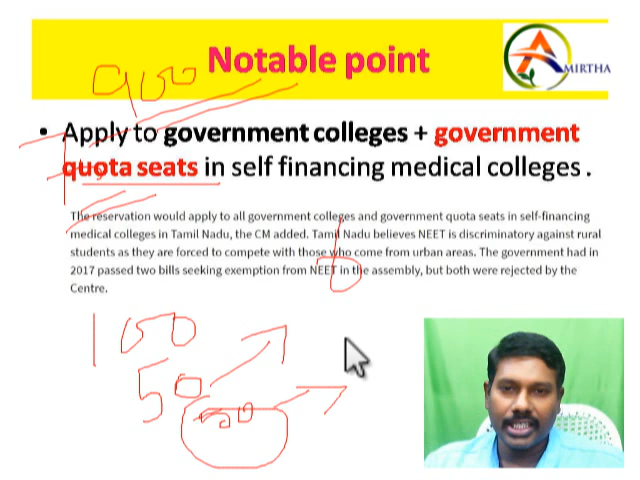 Notable point
AMIRTHA
900
• Apply to government colleges + government
quota seats in self financing medical colleges .
The reservation would apply to all government colleges and government quota seats in self-financing
medical colleges in Tamil Nadu, the CM added. Tamil Nadu believes NEET is discriminatory against rural
students as they are forced to compete with those who come from urban areas. The government had in
2017 passed two bills seeking exemption from NEET in the assembly, but both were rejected by the
Centre.
100
50